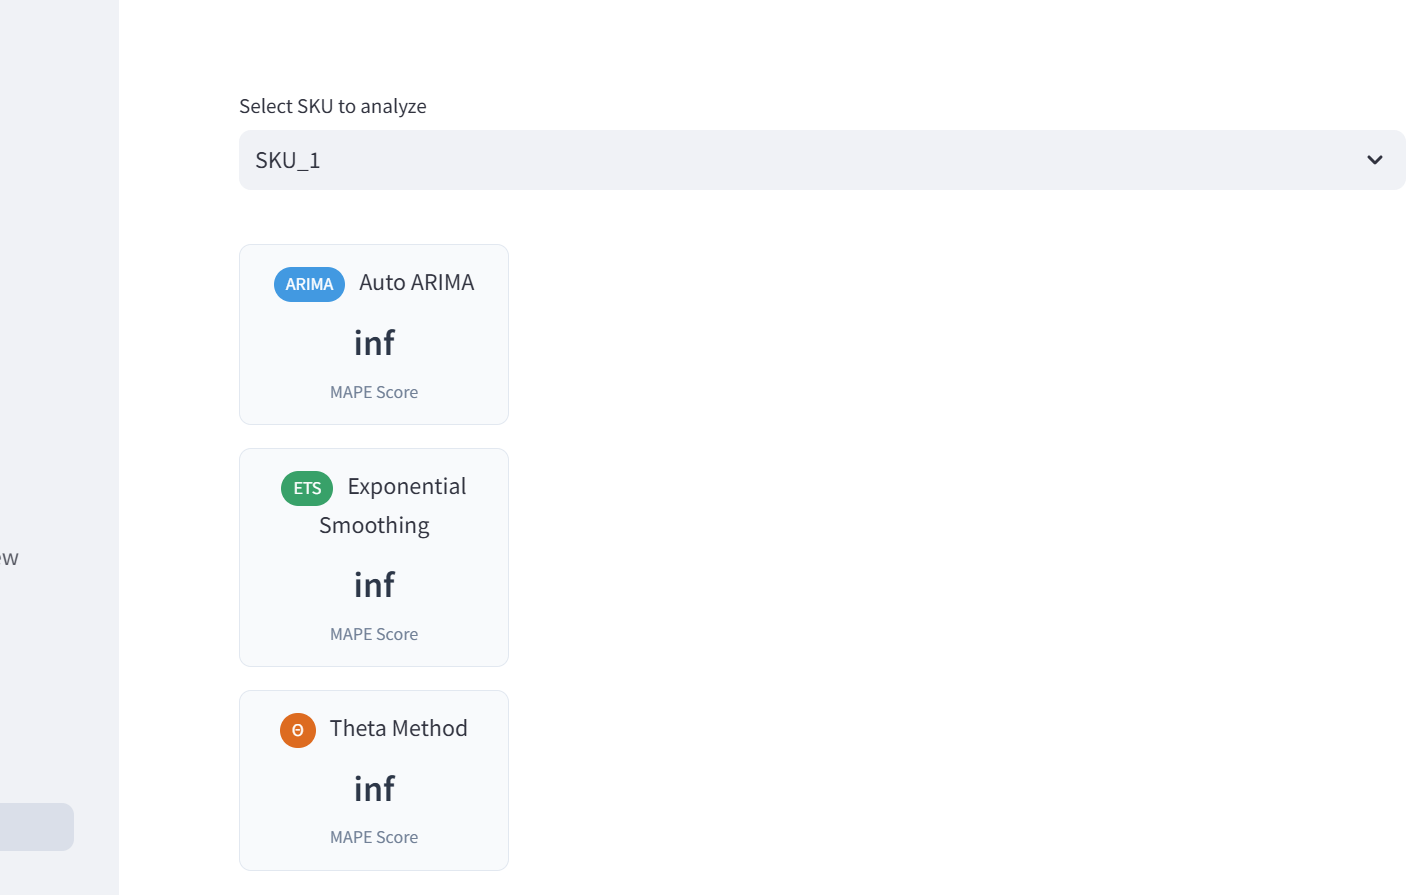 Select SKU to analyze
SKU_1
ARIMA Auto ARIMA
inf
MAPE Score
ETS Exponential
Smoothing
inf
MAPE Score
ew
Θ Theta Method
inf
MAPE Score